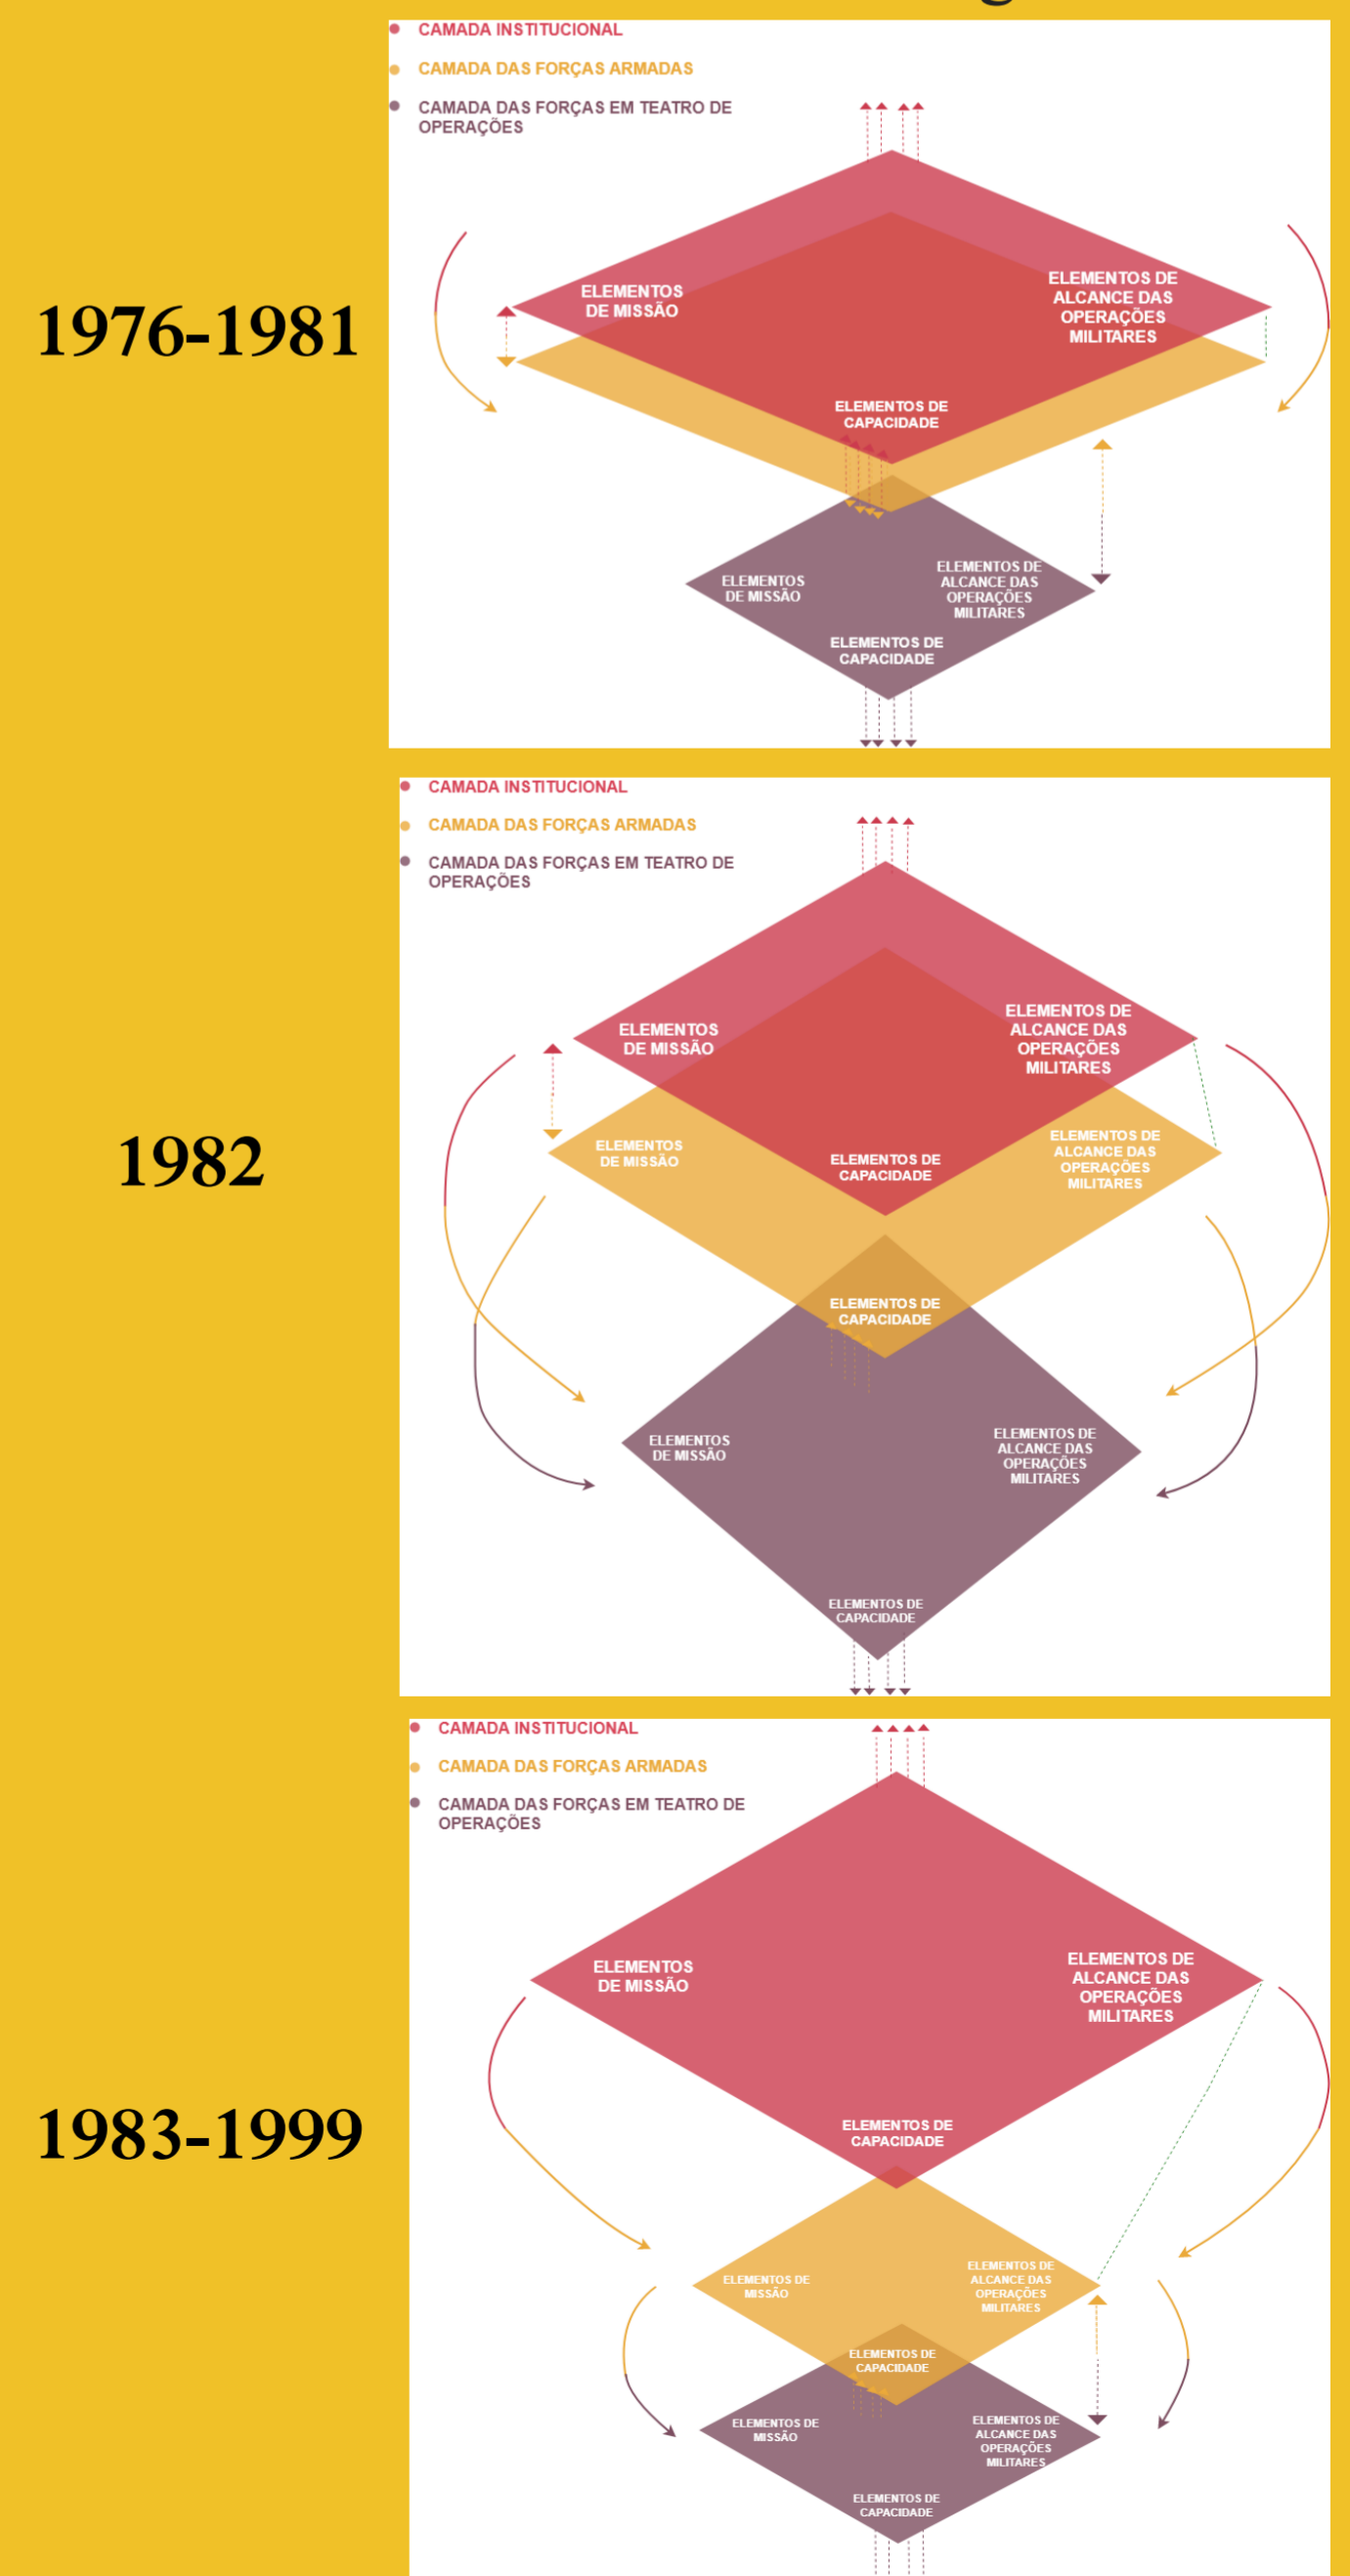 CAMADA INSTITUCIONAL
CAMADA DAS FORÇAS ARMADAS
CAMADA DAS FORÇAS EM TEATRO DE
OPERAÇÕES
1976-1981
ELEMENTOS
DE MISSÃO
ELEMENTOS DE
ALCANCE DAS
OPERAÇÕES
MILITARES
ELEMENTOS DE
CAPACIDADE
ELEMENTOS
DE MISSÃO
ELEMENTOS DE
ALCANCE DAS
OPERAÇÕES
MILITARES
ELEMENTOS DE
CAPACIDADE
CAMADA INSTITUCIONAL
CAMADA DAS FORÇAS ARMADAS
CAMADA DAS FORÇAS EM TEATRO DE
OPERAÇÕES
1982
ELEMENTOS
DE MISSÃO
ELEMENTOS DE
ALCANCE DAS
OPERAÇÕES
MILITARES
ELEMENTOS DE
CAPACIDADE
ELEMENTOS
DE MISSÃO
ELEMENTOS DE
ALCANCE DAS
OPERAÇÕES
MILITARES
ELEMENTOS DE
CAPACIDADE
ELEMENTOS
DE MISSÃO
ELEMENTOS DE
ALCANCE DAS
OPERAÇÕES
MILITARES
ELEMENTOS DE
CAPACIDADE
CAMADA INSTITUCIONAL
CAMADA DAS FORÇAS ARMADAS
CAMADA DAS FORÇAS EM TEATRO DE
OPERAÇÕES
1983-1999
ELEMENTOS
DE MISSÃO
ELEMENTOS DE
ALCANCE DAS
OPERAÇÕES
MILITARES
ELEMENTOS DE
CAPACIDADE
ELEMENTOS DE
MISSÃO
ELEMENTOS DE
ALCANCE DAS
OPERAÇÕES
MILITARES
ELEMENTOS DE
CAPACIDADE
ELEMENTOS DE
MISSÃO
ELEMENTOS DE
ALCANCE DAS
OPERAÇÕES
MILITARES
ELEMENTOS DE
CAPACIDADE